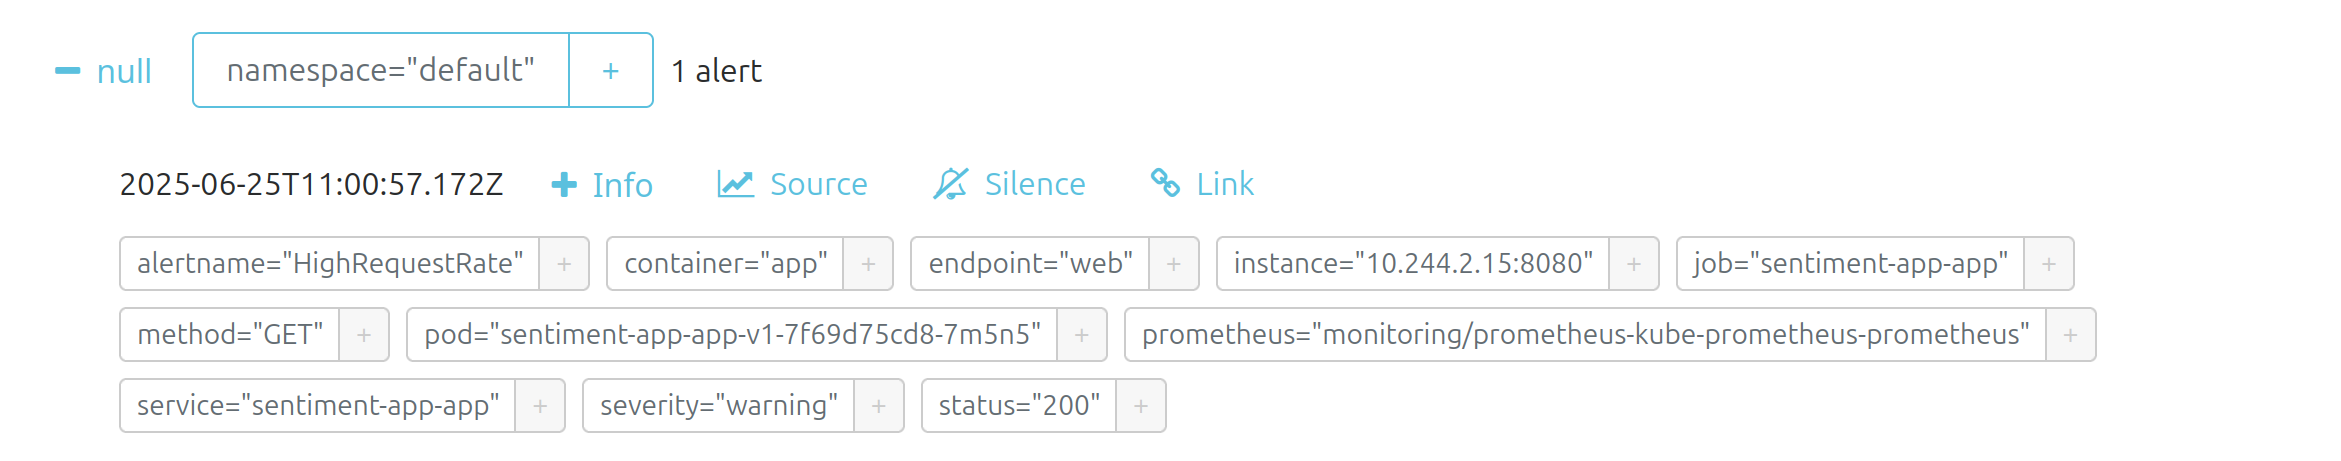 null namespace="default" + 1 alert
2025-06-25T11:00:57.172Z Info Source Silence Link
alertname="HighRequestRate" + container="app" + endpoint="web" + instance="10.244.2.15:8080" + job="sentiment-app-app" +
method="GET" + pod="sentiment-app-app-v1-7f69d75cd8-7m5n5" + prometheus="monitoring/prometheus-kube-prometheus-prometheus" +
service="sentiment-app-app" + severity="warning" + status="200" +